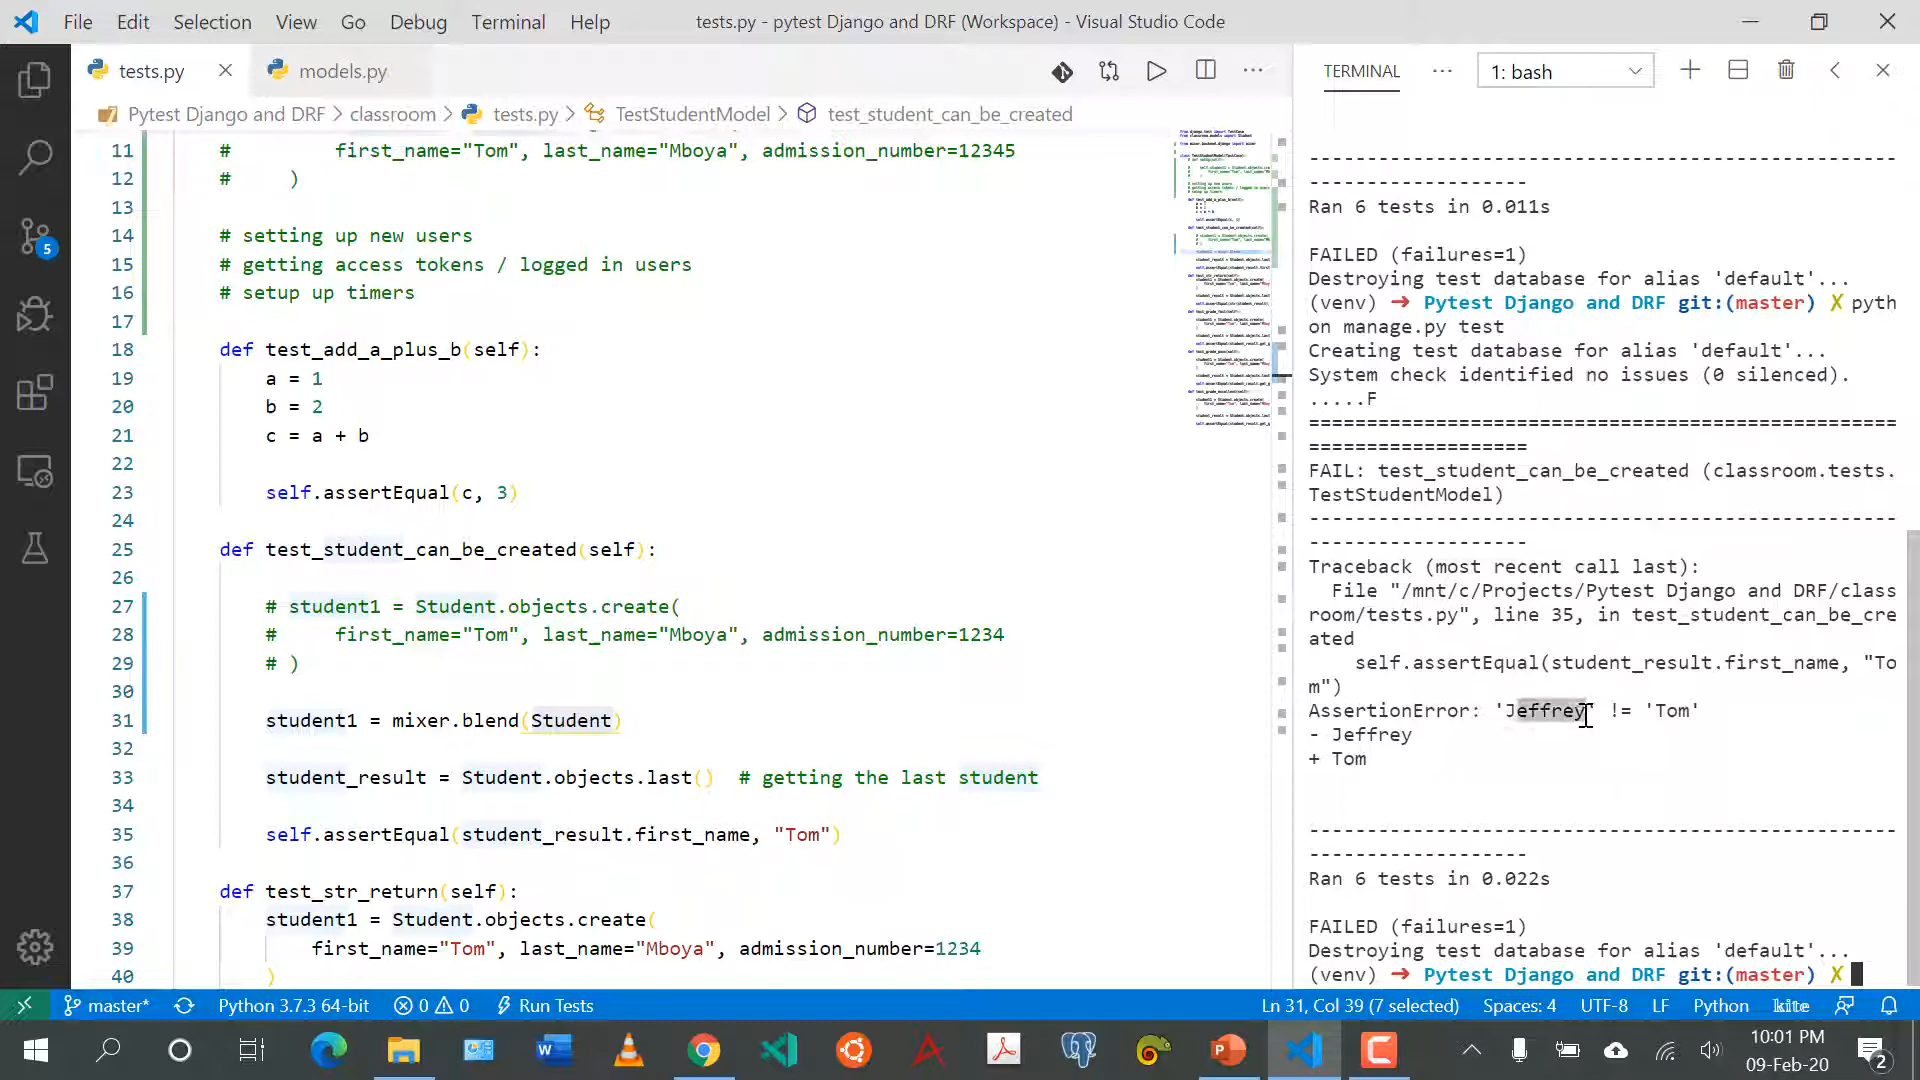 File Edit Selection View Go Debug Terminal Help
tests.py - pytest Django and DRF (Workspace) - Visual Studio Code
tests.py
models.py
Pytest Django and DRF > classroom > tests.py > TestStudentModel > test_student_can_be_created
11 # first_name="Tom", last_name="Mboya", admission_number=12345
12 # )
13
14 # setting up new users
15 # getting access tokens / logged in users
16 # setup up timers
17
18 def test_add_a_plus_b(self):
19 a = 1
20 b = 2
21 c = a + b
22
23 self.assertEqual(c, 3)
24
25 def test_student_can_be_created(self):
26
27 # student1 = Student.objects.create(
28 # first_name="Tom", last_name="Mboya", admission_number=1234
29 # )
30
31 student1 = mixer.blend(Student)
32
33 student_result = Student.objects.last() # getting the last student
34
35 self.assertEqual(student_result.first_name, "Tom")
36
37 def test_str_return(self):
38 student1 = Student.objects.create(
39 first_name="Tom", last_name="Mboya", admission_number=1234
40 )
TERMINAL
1: bash
-------------------
Ran 6 tests in 0.011s
FAILED (failures=1)
Destroying test database for alias 'default'...
(venv) ➜ Pytest Django and DRF git:(master) ✗ pyth
on manage.py test
Creating test database for alias 'default'...
System check identified no issues (0 silenced).
.....F
===================================================
===================
FAIL: test_student_can_be_created (classroom.tests.
TestStudentModel)
---------------------------------------------------
-------------------
Traceback (most recent call last):
File "/mnt/c/Projects/Pytest Django and DRF/class
room/tests.py", line 35, in test_student_can_be_cre
ated
self.assertEqual(student_result.first_name, "To
m")
AssertionError: 'Jeffrey' != 'Tom'
- Jeffrey
+ Tom
---------------------------------------------------
-------------------
Ran 6 tests in 0.022s
FAILED (failures=1)
Destroying test database for alias 'default'...
(venv) ➜ Pytest Django and DRF git:(master) ✗
5
master*
Python 3.7.3 64-bit
0 0
Run Tests
Ln 31, Col 39 (7 selected)
Spaces: 4
UTF-8
LF
Python
kite
10:01 PM
09-Feb-20
2